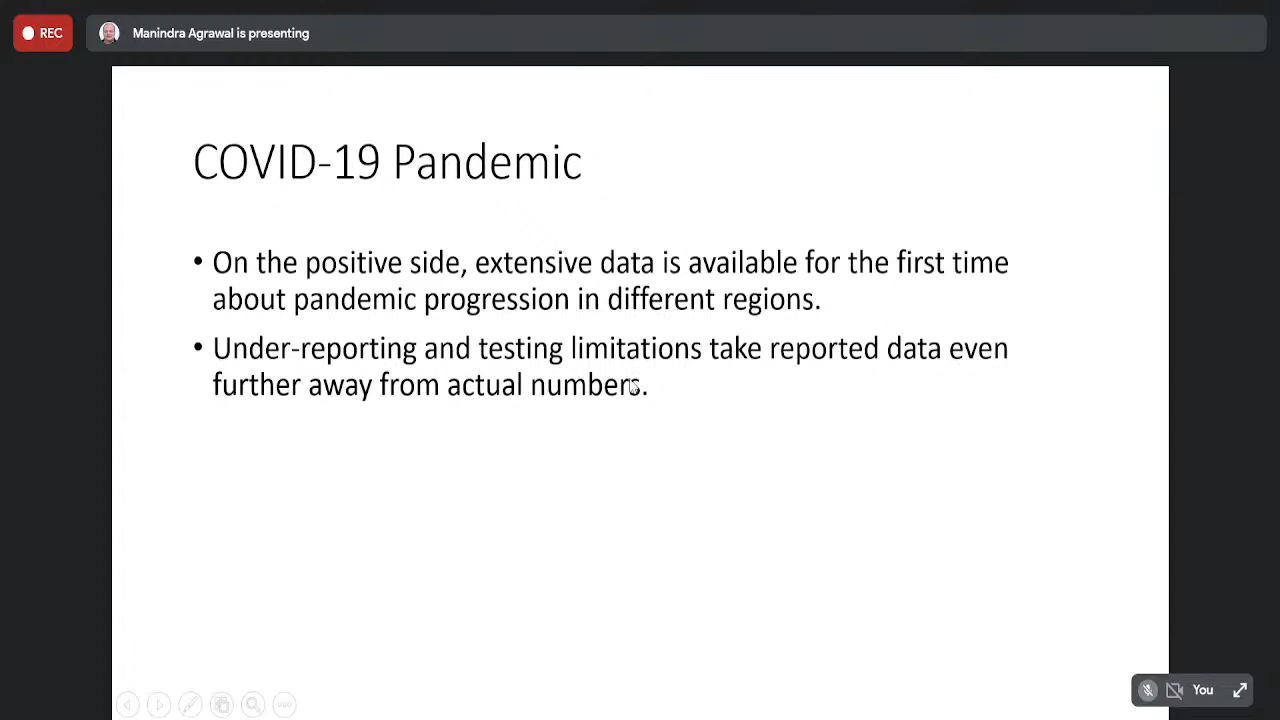 REC
Manindra Agrawal is presenting
COVID-19 Pandemic
• On the positive side, extensive data is available for the first time
about pandemic progression in different regions.
• Under-reporting and testing limitations take reported data even
further away from actual numbers.
You